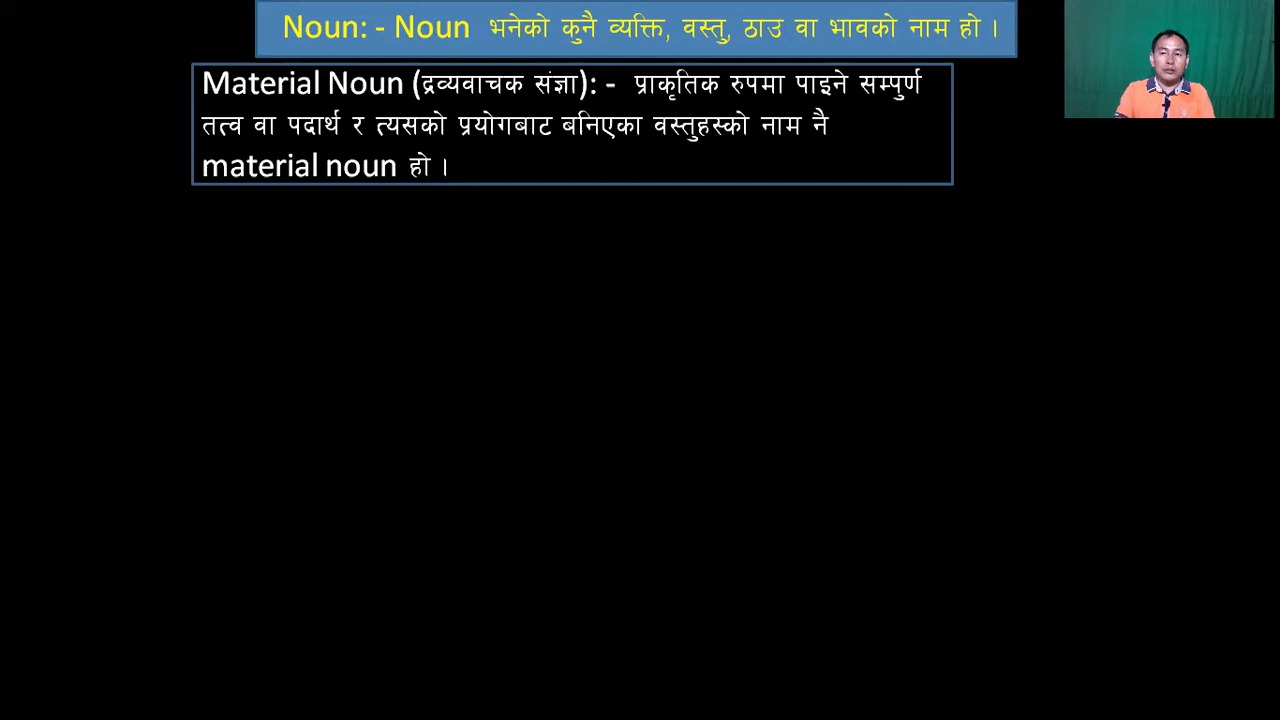 Noun: - Noun भनेको कुनै व्यक्ति, वस्तु, ठाउ वा भावको नाम हो ।
Material Noun (द्रव्यवाचक संज्ञा): - प्राकृतिक रुपमा पाइने सम्पुर्ण
तत्व वा पदार्थ र त्यसको प्रयोगबाट बनिएका वस्तुहस्को नाम नै
material noun हो ।